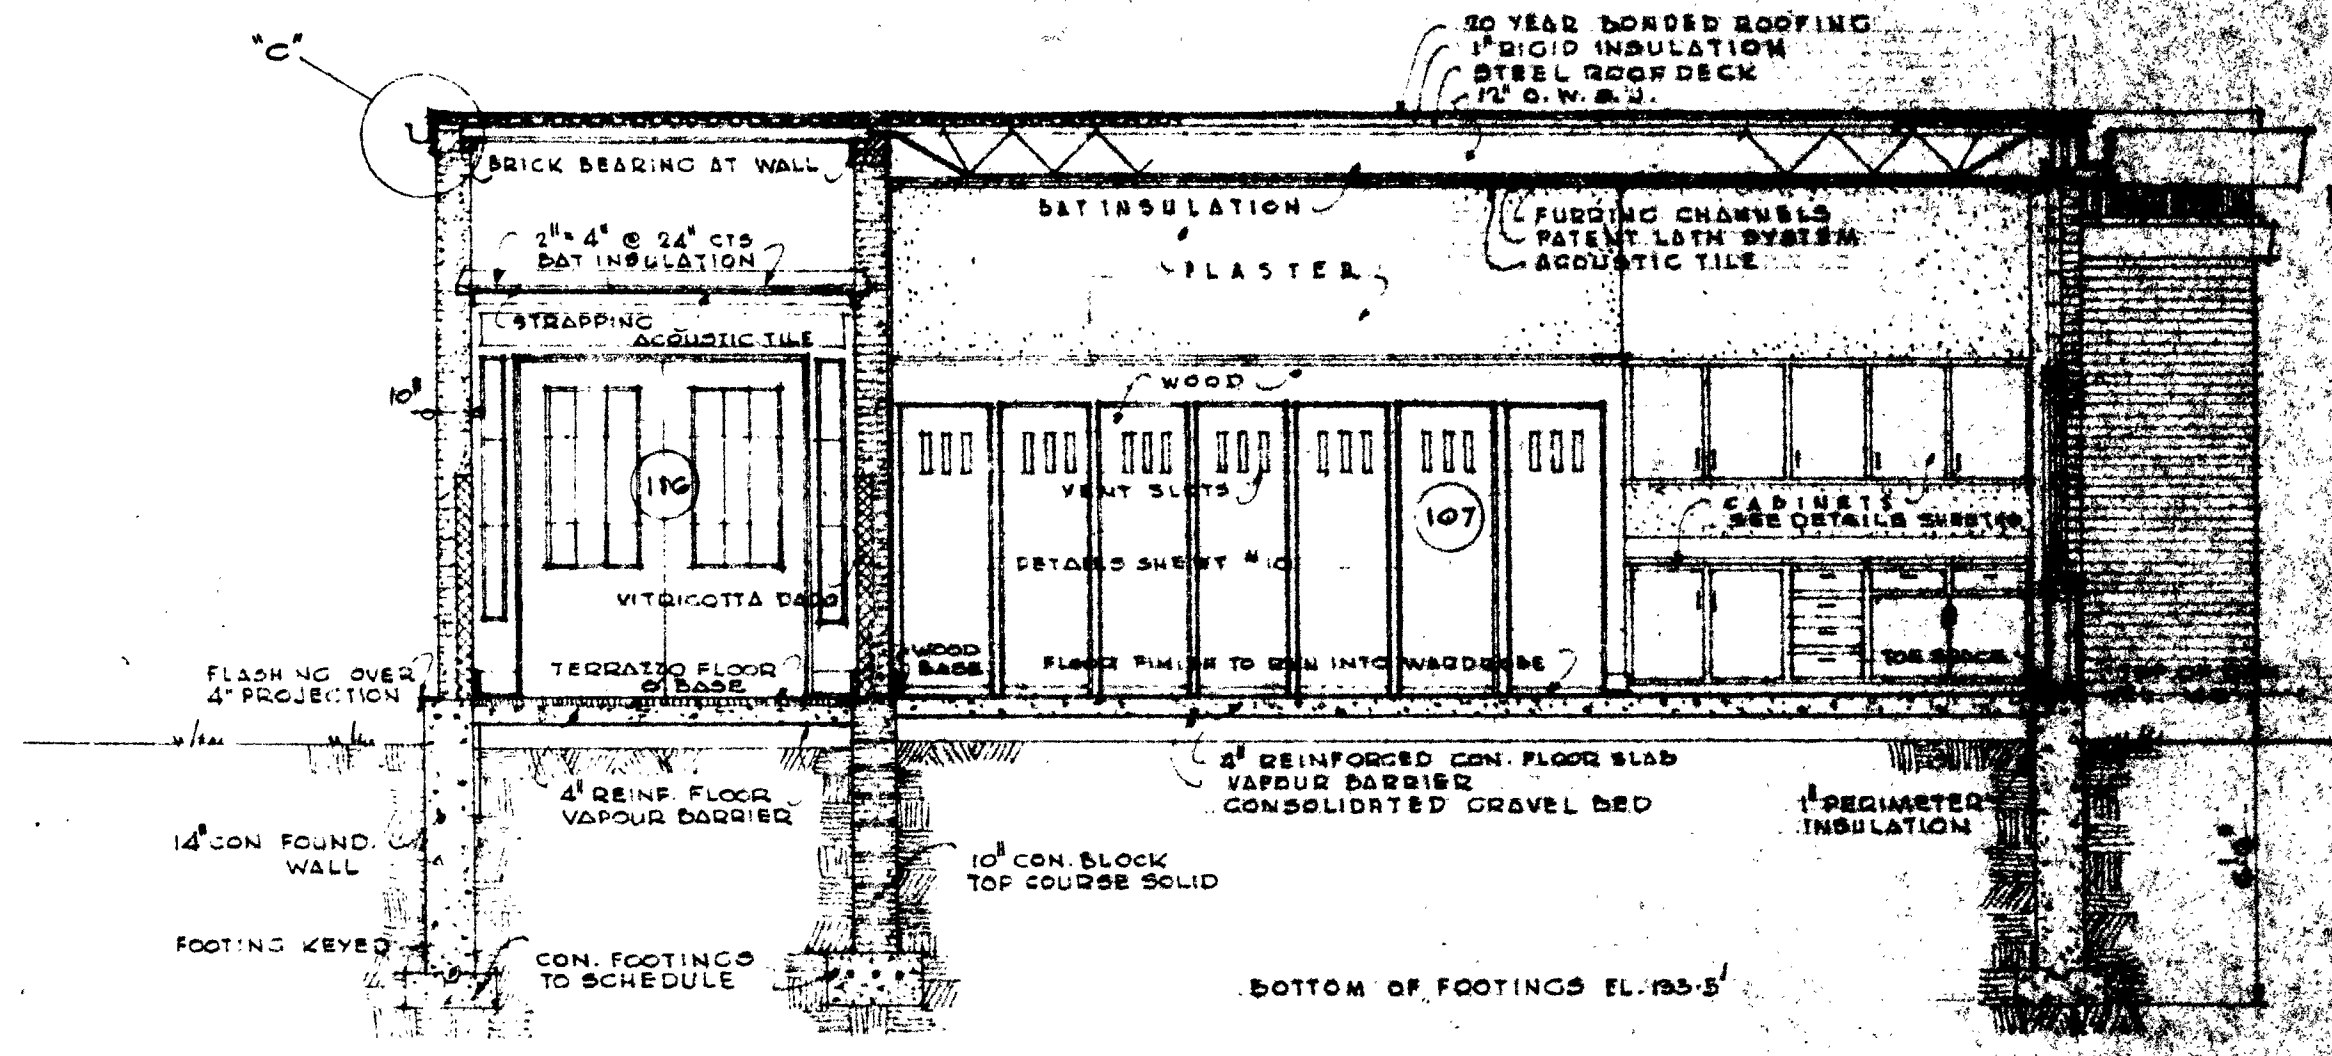 "C"
20 YEAR BONDED ROOFING
1" RIGID INSULATION
STEEL ROOF DECK
12" O.W.S.J.
BRICK BEARING AT WALL
BAT INSULATION
FURRING CHANNELS
PATENT LATH SYSTEM
ACOUSTIC TILE
2" × 4" @ 24" CTS
BAT INSULATION
PLASTER
STRAPPING
ACOUSTIC TILE
10"
WOOD
116
VENT SLOTS
107
CABINETS
SEE DETAILS SHEET
DETAILS SHEET #10
VITRICOTTA DADO
WOOD
BASE
FLOOR FINISH TO RUN INTO WARDROBE
TOE SPACE
TERRAZZO FLOOR
& BASE
FLASHING OVER
4" PROJECTION
TOP OF
4" REINFORCED CON. FLOOR SLAB
VAPOUR BARRIER
CONSOLIDATED GRAVEL BED
4" REINF. FLOOR
VAPOUR BARRIER
1" PERIMETER
INSULATION
14" CON FOUND.
WALL
10" CON. BLOCK
TOP COURSE SOLID
FOOTING KEYED
CON. FOOTINGS
TO SCHEDULE
BOTTOM OF FOOTINGS EL. 193.5'